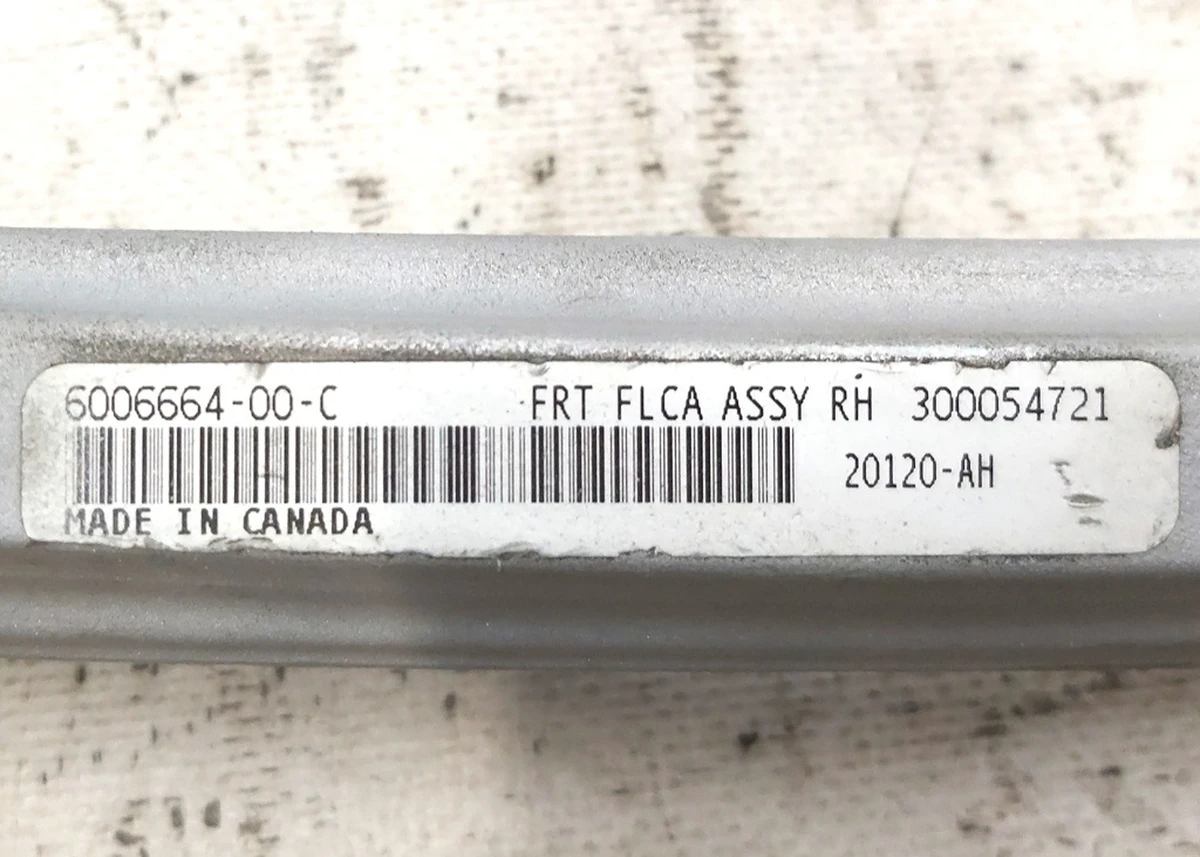 6006664-00-C FRT FLCA ASSY RH 300054721
20120-AH
MADE IN CANADA